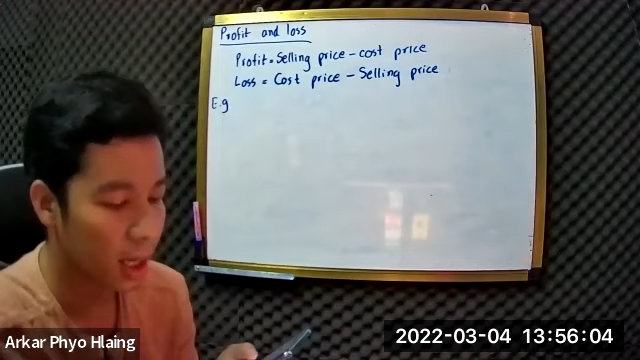 Profit and loss
Profit = Selling price - cost price
Loss = Cost price - Selling price
E.g
Arkar Phyo Hlaing
2022-03-04 13:56:04